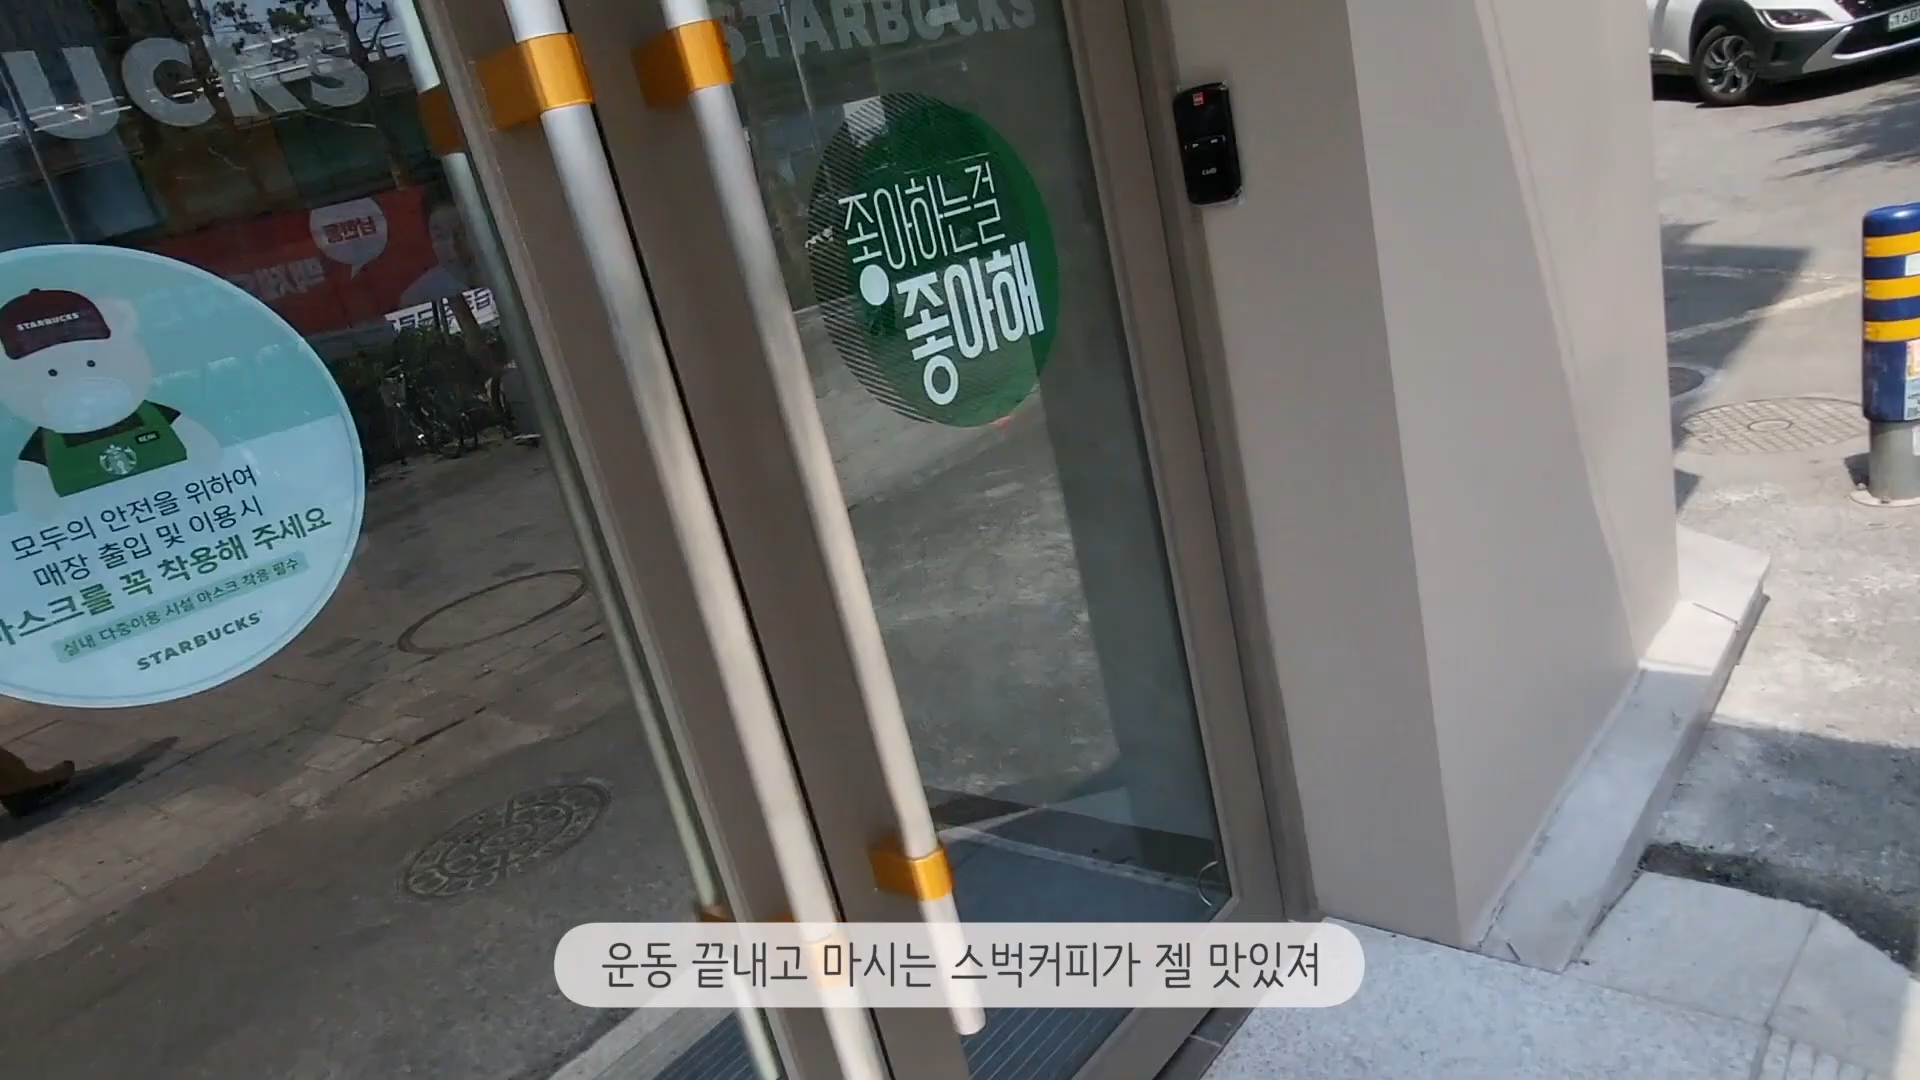 UCKS
STARBUCKS
좋아하는걸
좋아해
STARBUCKS
모두의 안전을 위하여
매장 출입 및 이용시
마스크를 꼭 착용해 주세요
실내 다중이용 시설 마스크 착용 필수
STARBUCKS
운동 끝내고 마시는 스벅커피가 젤 맛있져